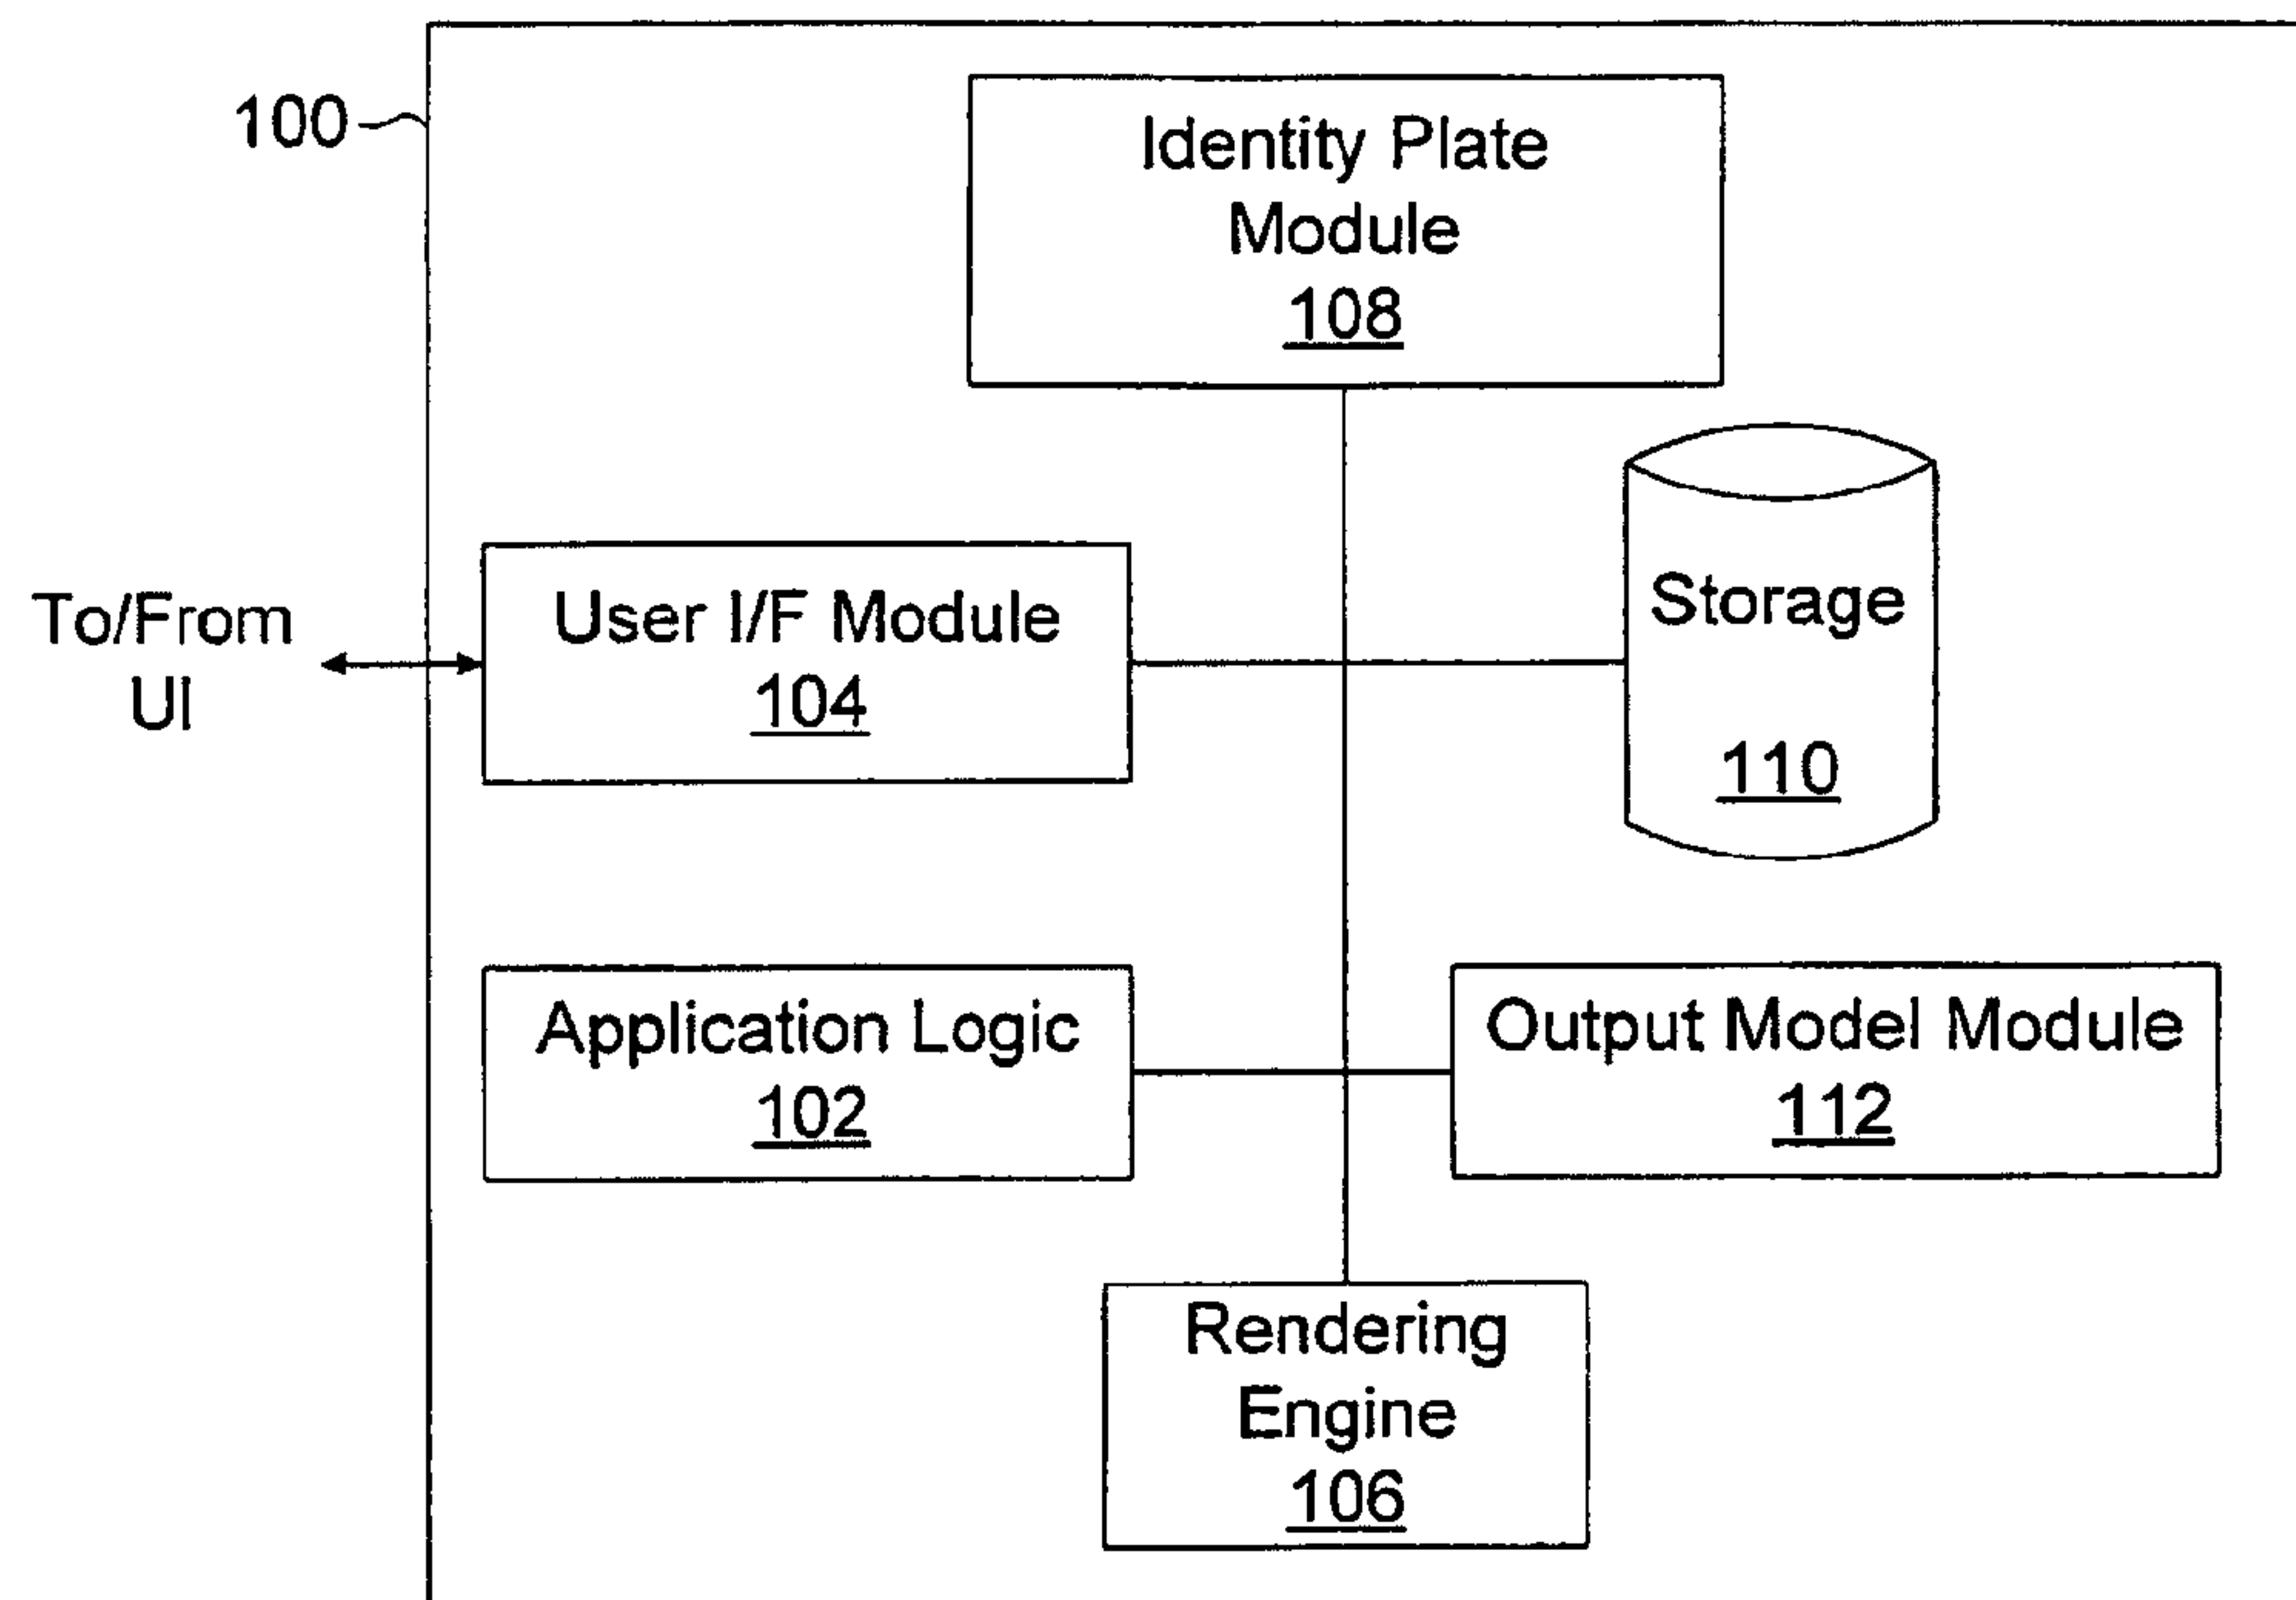 100
Identity Plate
Module
108
To/From
UI
User I/F Module
104
Storage
110
Application Logic
102
Output Model Module
112
Rendering
Engine
106